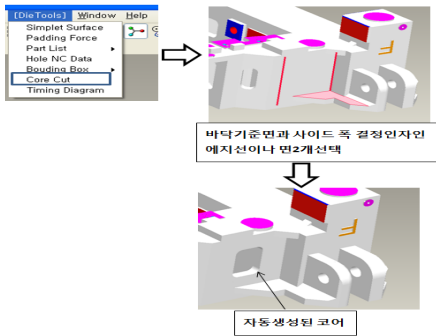 [DieTools] Window Help
Simplet Surface
Padding Force
Part List
Hole NC Data
Bouding Box
Core Cut
Timing Diagram
바닥기준면과 사이드 폭 결정인자인
에지선이나 면2개선택
자동생성된 코어